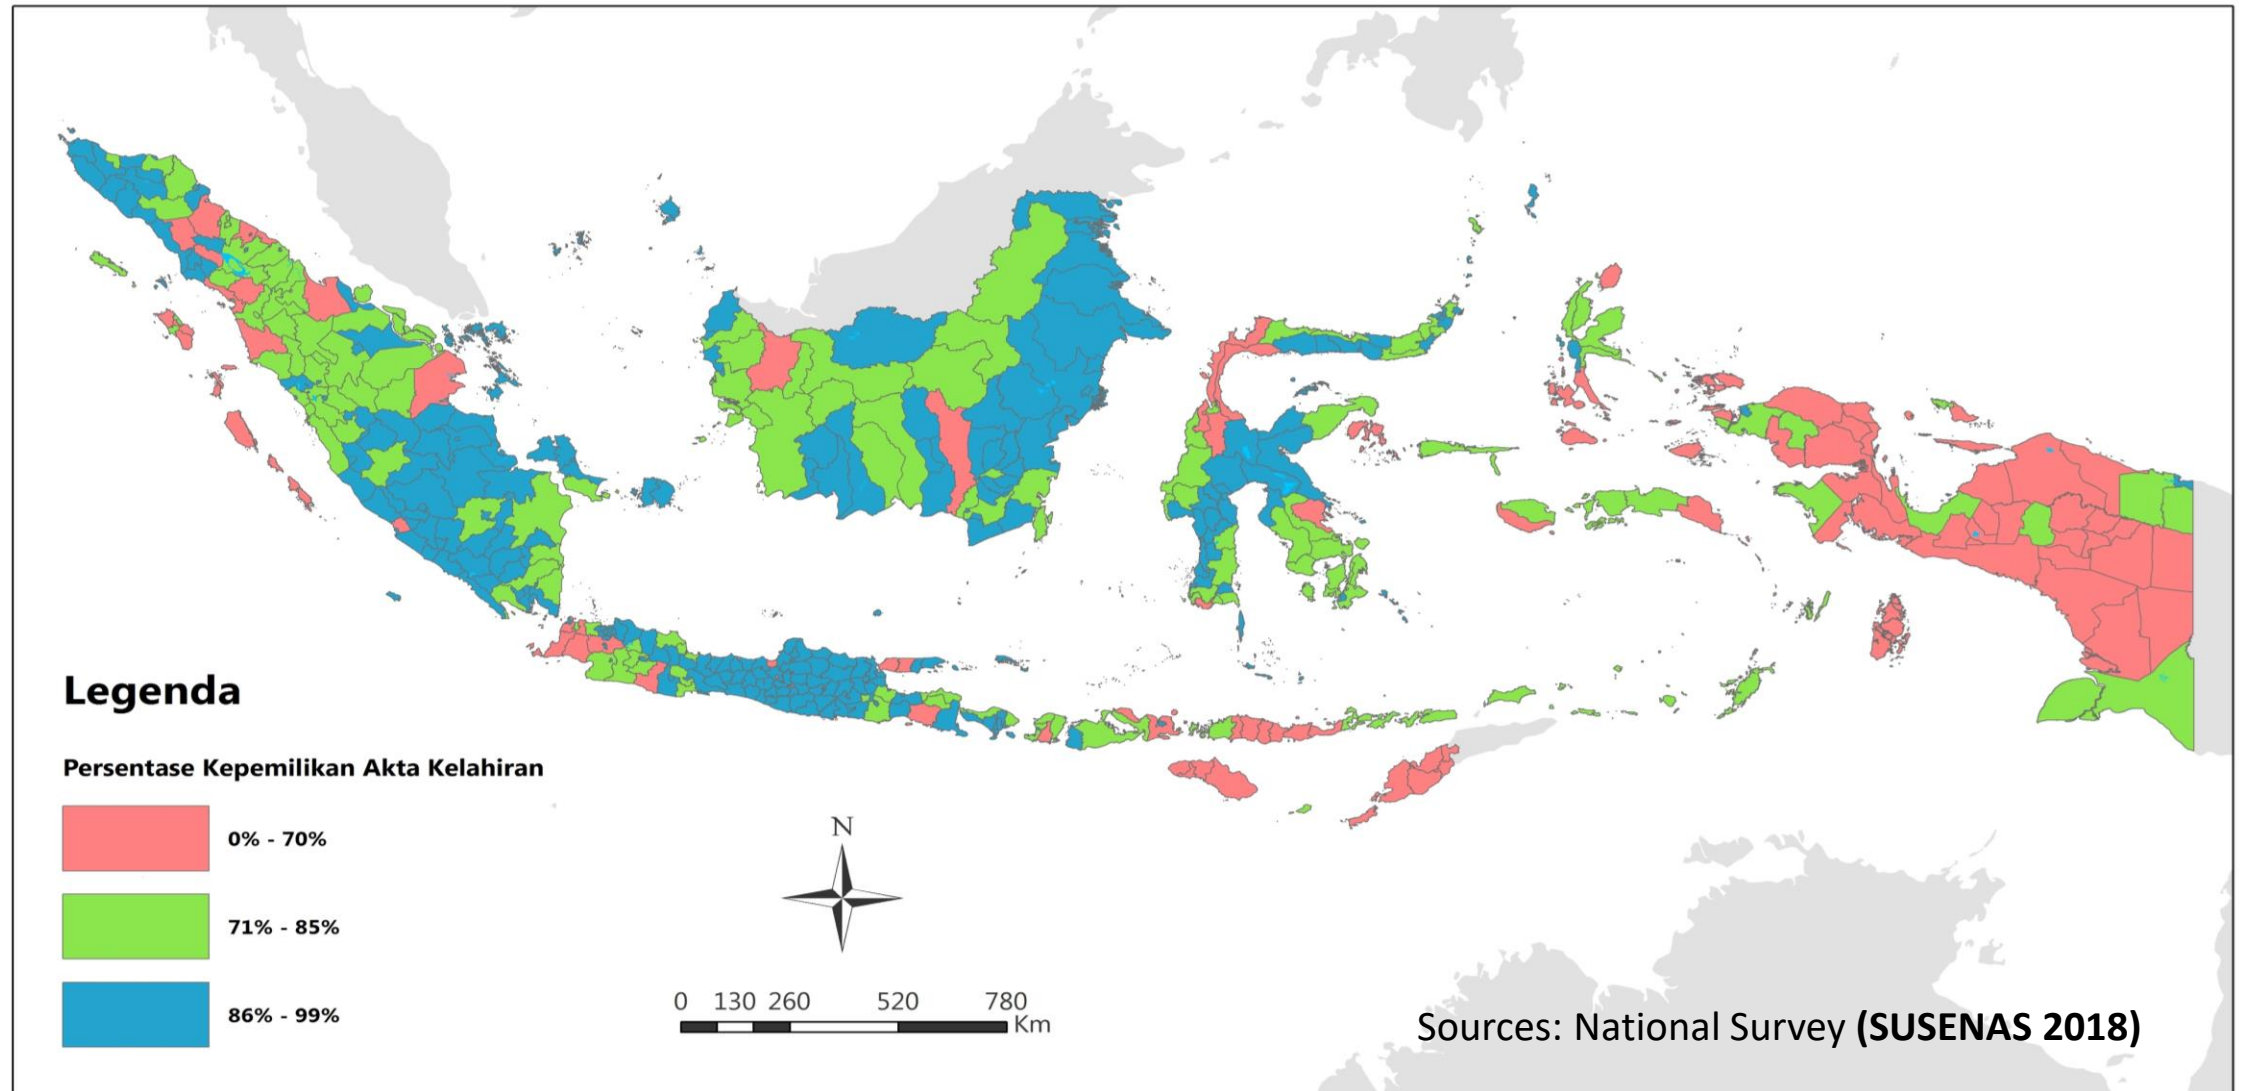 Legenda
Persentase Kepemilikan Akta Kelahiran
0% - 70%
71% - 85%
86% - 99%
N
0 130 260 520 780
Km
Sources: National Survey (SUSENAS 2018)